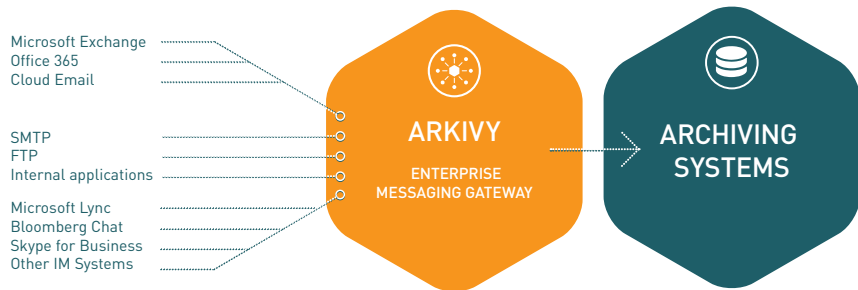 Microsoft Exchange
Office 365
Cloud Email
SMTP
FTP
Internal applications
Microsoft Lync
Bloomberg Chat
Skype for Business
Other IM Systems
ARKIVY
ENTERPRISE
MESSAGING GATEWAY
ARCHIVING
SYSTEMS